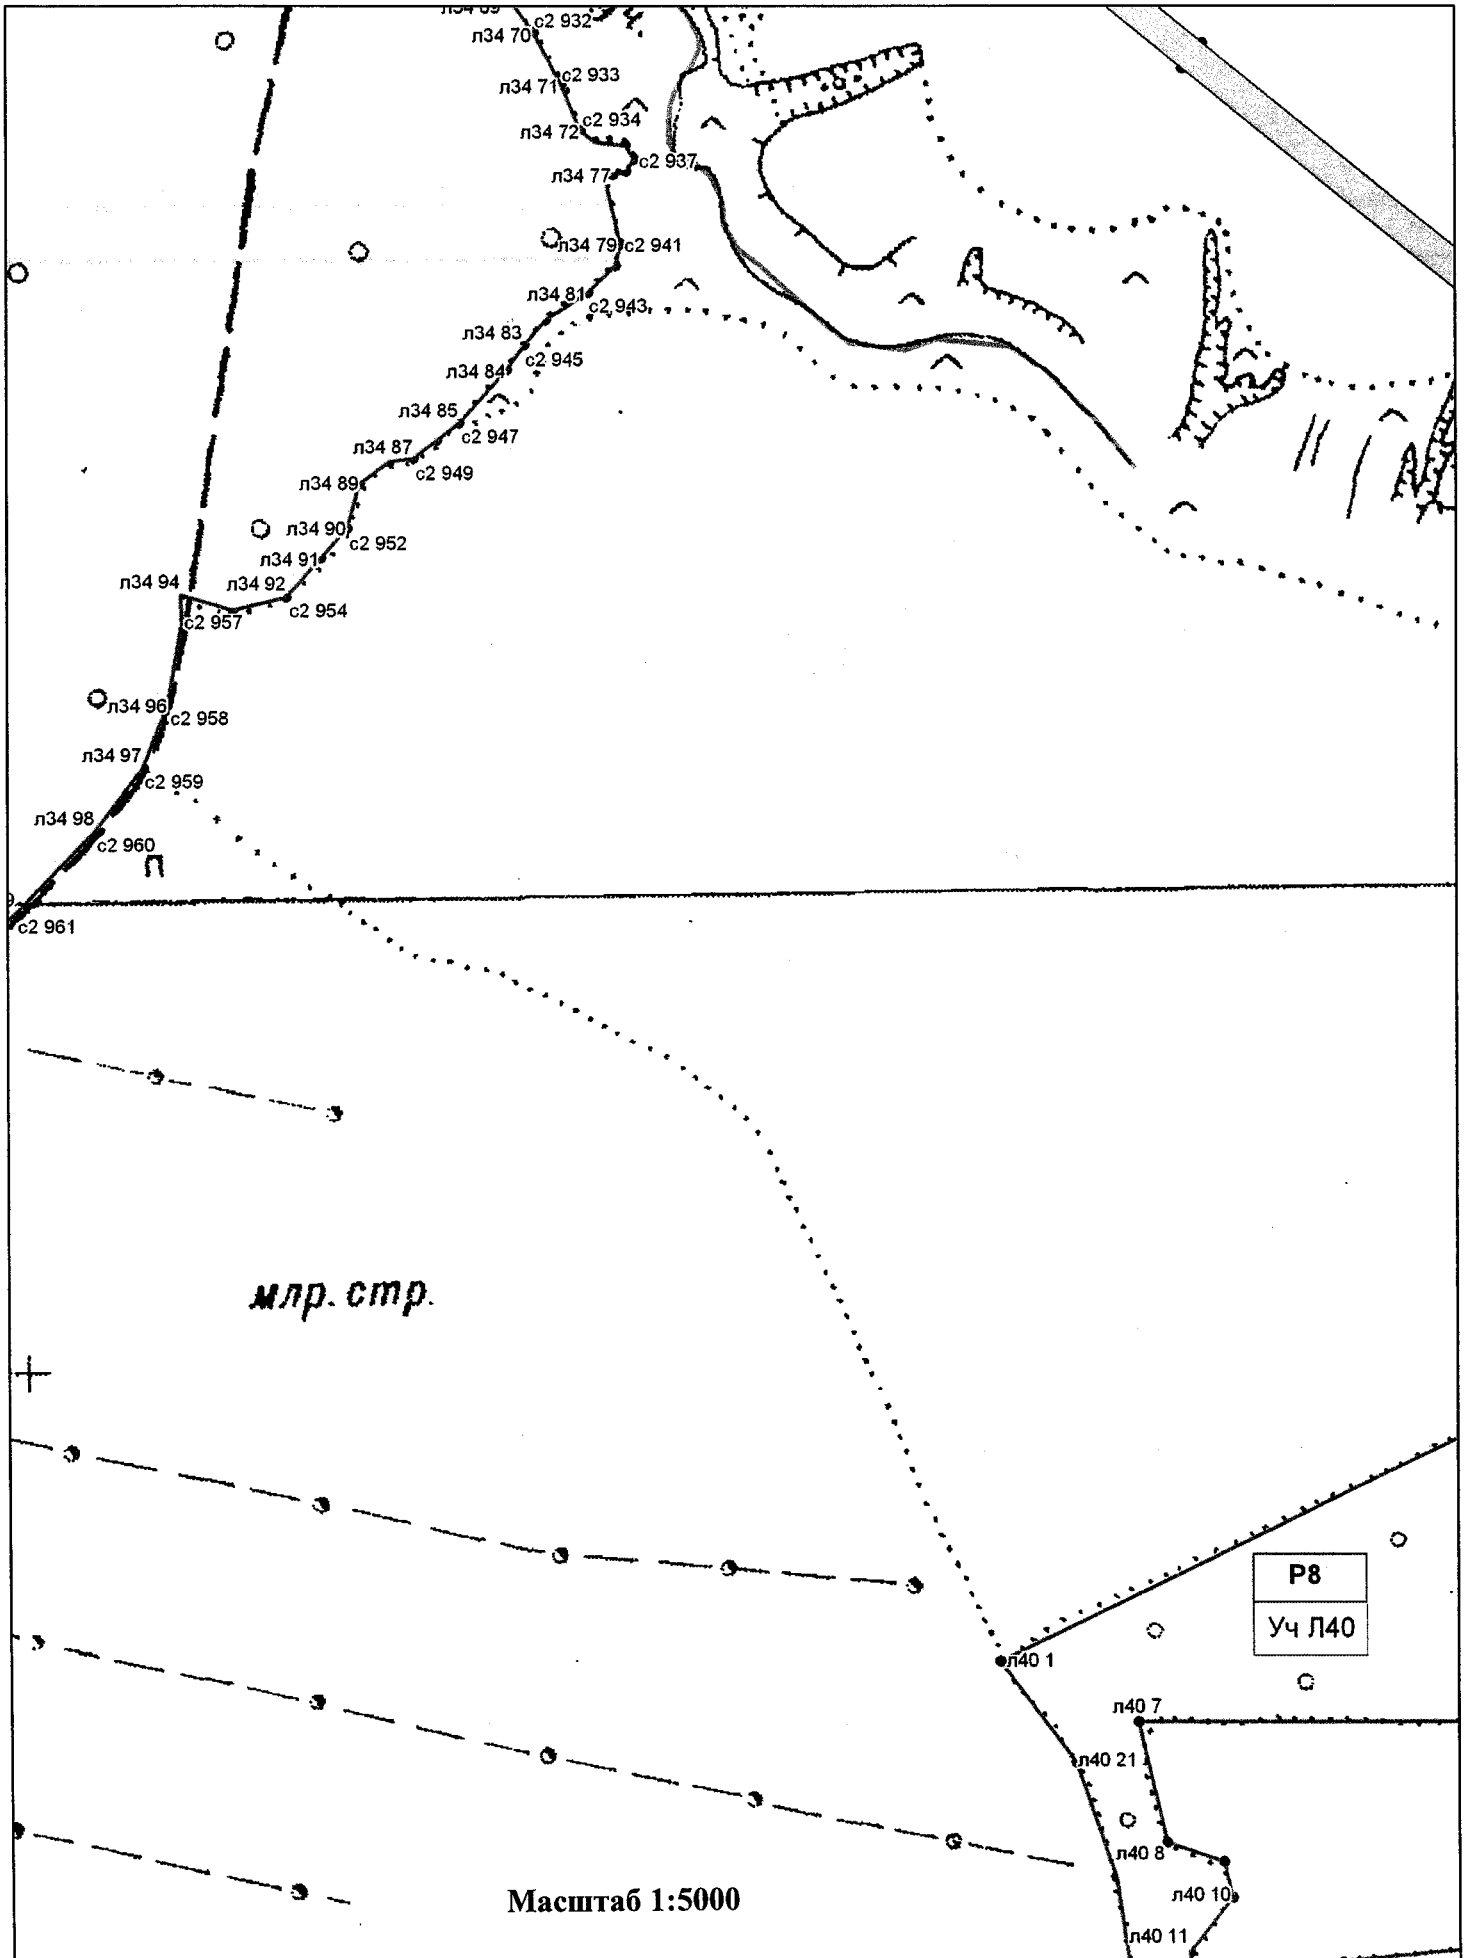 л34 69
с2 932
л34 70
с2 933
л34 71
с2 934
л34 72
с2 937
л34 77
л34 79
с2 941
л34 81
с2 943
л34 83
с2 945
л34 84
л34 85
с2 947
л34 87
с2 949
л34 89
л34 90
с2 952
л34 91
л34 94
л34 92
с2 954
с2 957
л34 96
с2 958
л34 97
с2 959
л34 98
с2 960
П
с2 961
млр. стр.
Р8
Уч Л40
л40 1
л40 7
л40 21
л40 8
л40 10
л40 11
Масштаб 1:5000